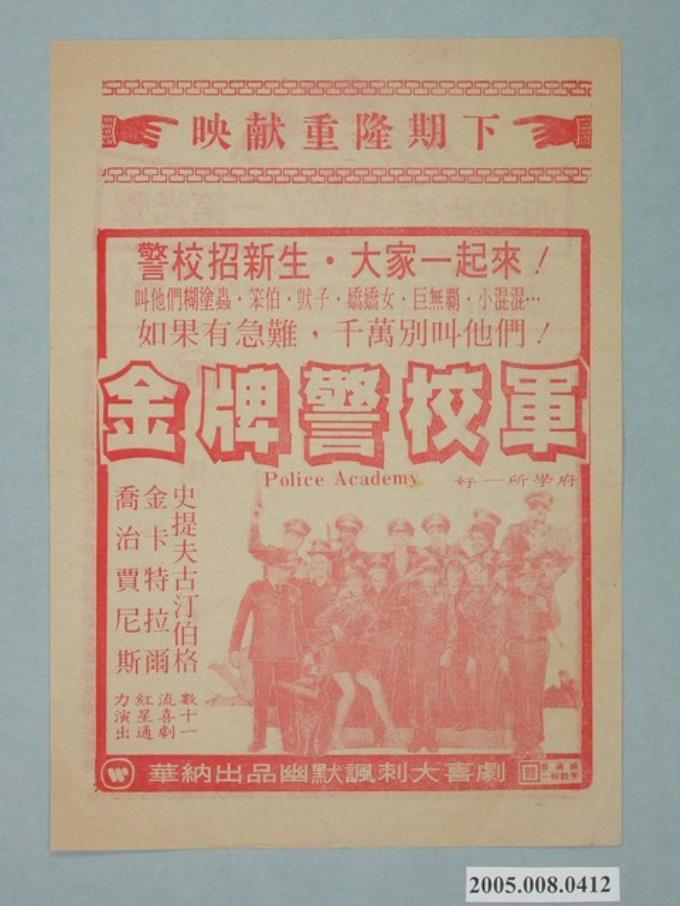 下期隆重献映
警校招新生·大家一起來!
叫他們糊塗蟲·笨伯·獃子·嬌嬌女·巨無霸·小混混…
如果有急難,千萬別叫他們!
金牌警校軍
Police Academy
好一所學府
史提夫古汀伯格
金卡特拉爾
喬治賈尼斯
數十一
流喜劇
紅星通
力演出
華納出品幽默諷刺大喜劇
普
2005.008.0412